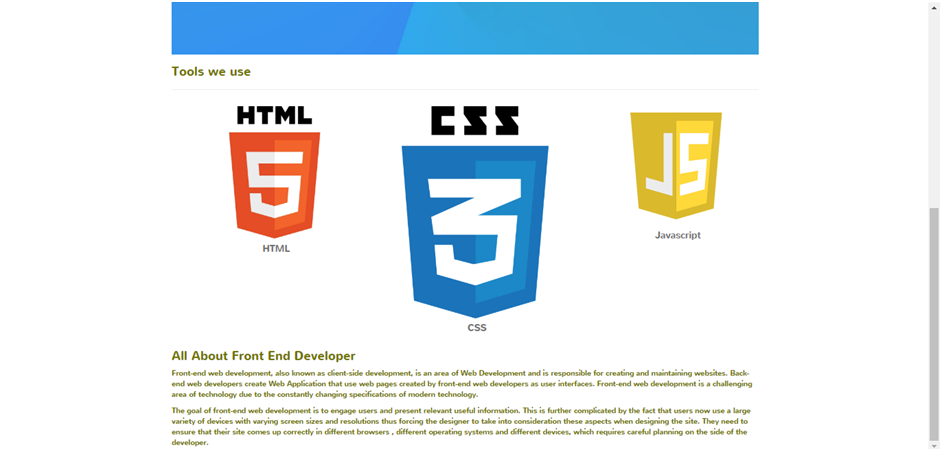 Tools we use
HTML
CSS
5
3
JS
HTML
CSS
Javascript
All About Front End Developer
Front-end web development, also known as client-side development, is an area of Web Development and is responsible for creating and maintaining websites. Back-
end web developers create Web Application that use web pages created by front-end web developers as user interfaces. Front-end web development is a challenging
area of technology due to the constantly changing specifications of modern technology.
The goal of front-end web development is to engage users and present relevant useful information. This is further complicated by the fact that users now use a large
variety of devices with varying screen sizes and resolutions thus forcing the designer to take into consideration these aspects when designing the site. They need to
ensure that their site comes up correctly in different browsers , different operating systems and different devices, which requires careful planning on the side of the
developer.